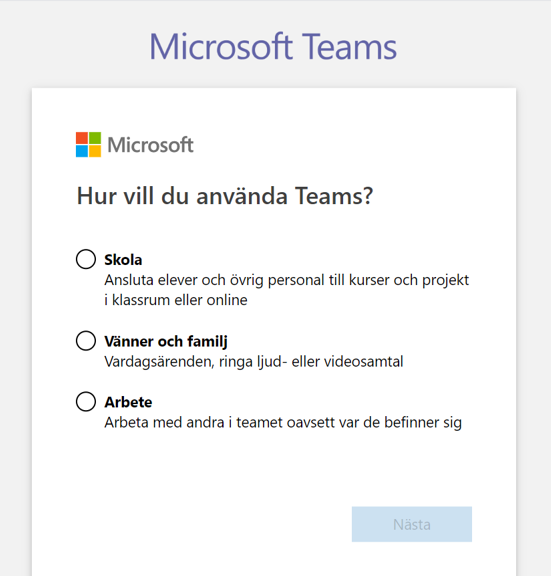 Microsoft Teams
Microsoft
Hur vill du använda Teams?
Skola
Ansluta elever och övrig personal till kurser och projekt
i klassrum eller online
Vänner och familj
Vardagsärenden, ringa ljud- eller videosamtal
Arbete
Arbeta med andra i teamet oavsett var de befinner sig
Nästa